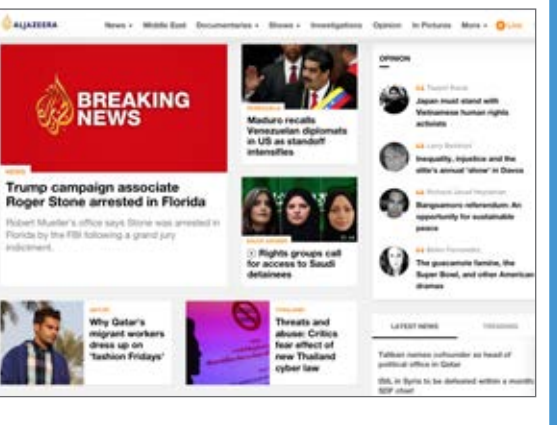 ALJAZEERA
News
Middle East
Documentaries
Shows
Investigations
Opinion
In Pictures
More
Live
BREAKING
NEWS
NEWS
Trump campaign associate
Roger Stone arrested in Florida
Robert Mueller's office says Stone was arrested in
Florida by the FBI following a grand jury
indictment.
VENEZUELA
Maduro recalls
Venezuelan diplomats
in US as standoff
intensifies
SAUDI ARABIA
Rights groups call
for access to Saudi
detainees
QATAR
Why Qatar's
migrant workers
dress up on
'fashion Fridays'
THAILAND
Threats and
abuse: Critics
fear effect of
new Thailand
cyber law
OPINION
Japan must stand with
Vietnamese human rights
activists
Inequality, injustice and the
elite's annual 'show' in Davos
Bangsamoro referendum: An
opportunity for sustainable
peace
The guacamole famine, the
Super Bowl, and other American
dramas
LATEST NEWS
TRENDING
Taliban names cofounder as head of
political office in Qatar
ISIL in Syria to be defeated within a month:
SDF chief